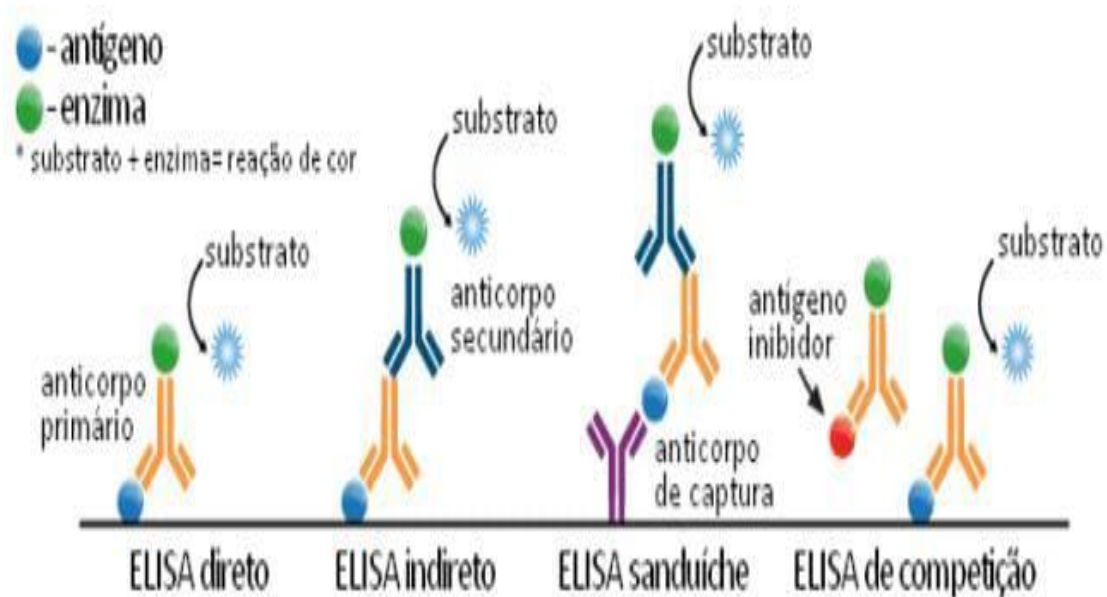 - antígeno
- enzima
* substrato + enzima= reação de cor
substrato
anticorpo
primário
ELISA direto
substrato
anticorpo
secundário
ELISA indireto
substrato
anticorpo
de captura
ELISA sanduíche
antígeno
inibidor
substrato
ELISA de competição